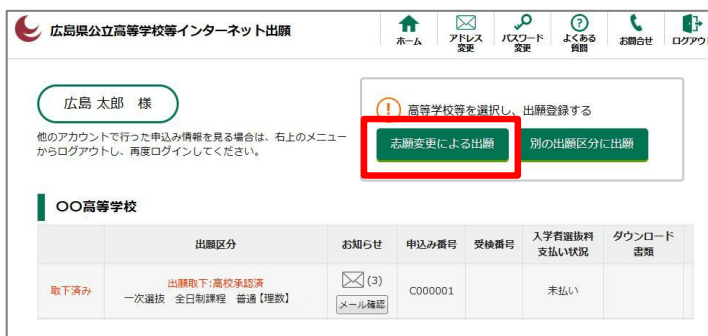 広島県公立高等学校等インターネット出願
ホーム
アドレス
変更
パスワード
変更
よくある
質問
お問合せ
ログアウト
広島 太郎 様
他のアカウントで行った申込み情報を見る場合は、右上のメニュー
からログアウトし、再度ログインしてください。
高等学校等を選択し、出願登録する
志願変更による出願
別の出願区分に出願
〇〇高等学校
出願区分
お知らせ
申込み番号
受検番号
入学者選抜料
支払い状況
ダウンロード
書類
取下済み
出願取下:高校承認済
一次選抜 全日制課程 普通【理数】
(3)
メール確認
C000001
未払い